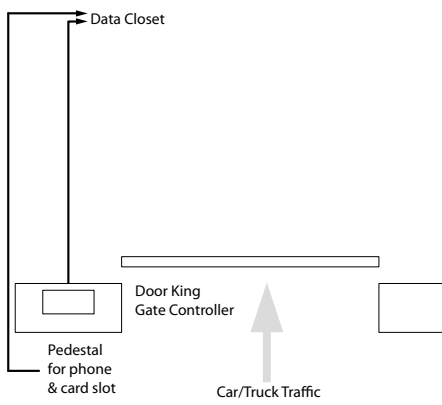 Data Closet
Door King
Gate Controller
Pedestal
for phone
& card slot
Car/Truck Traffic